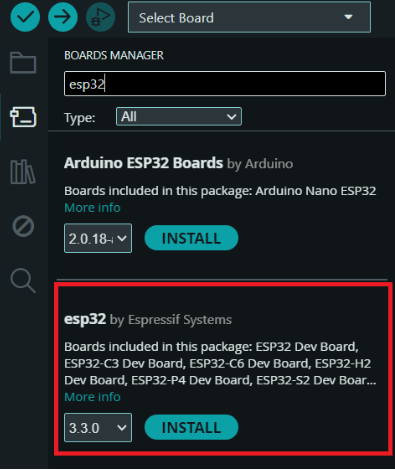 Select Board
BOARDS MANAGER
esp32
Type: All
Arduino ESP32 Boards by Arduino
Boards included in this package: Arduino Nano ESP32
More info
2.0.18-a INSTALL
esp32 by Espressif Systems
Boards included in this package: ESP32 Dev Board,
ESP32-C3 Dev Board, ESP32-C6 Dev Board, ESP32-H2
Dev Board, ESP32-P4 Dev Board, ESP32-S2 Dev Boar...
More info
3.3.0 INSTALL